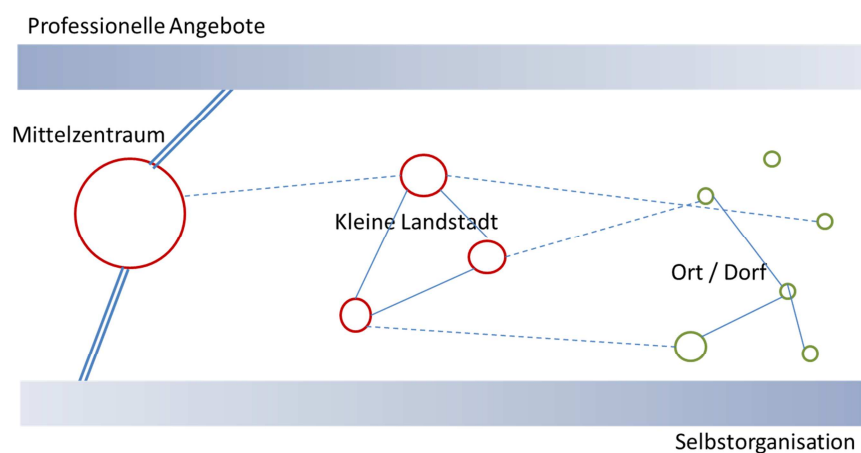 Professionelle Angebote
Mittelzentraum
Kleine Landstadt
Ort / Dorf
Selbstorganisation